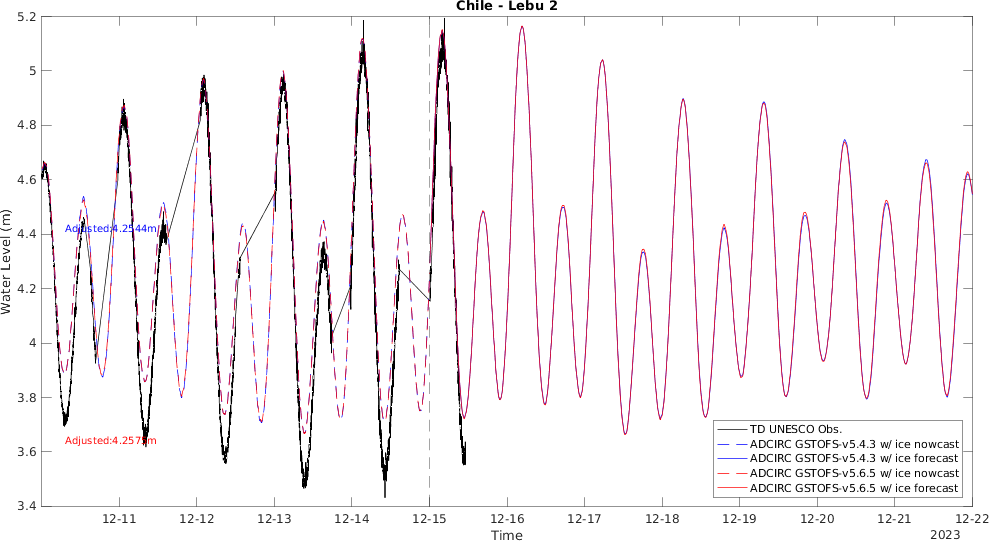 Chile - Lebu 2
Water Level (m)
5.2
5
4.8
4.6
4.4
4.2
4
3.8
3.6
3.4
Adjusted:4.2544m
Adjusted:4.2579m
TD UNESCO Obs.
ADCIRC GSTOFS-v5.4.3 w/ ice nowcast
ADCIRC GSTOFS-v5.4.3 w/ ice forecast
ADCIRC GSTOFS-v5.6.5 w/ ice nowcast
ADCIRC GSTOFS-v5.6.5 w/ ice forecast
12-11 12-12 12-13 12-14 12-15 12-16 12-17 12-18 12-19 12-20 12-21 12-22
Time
2023